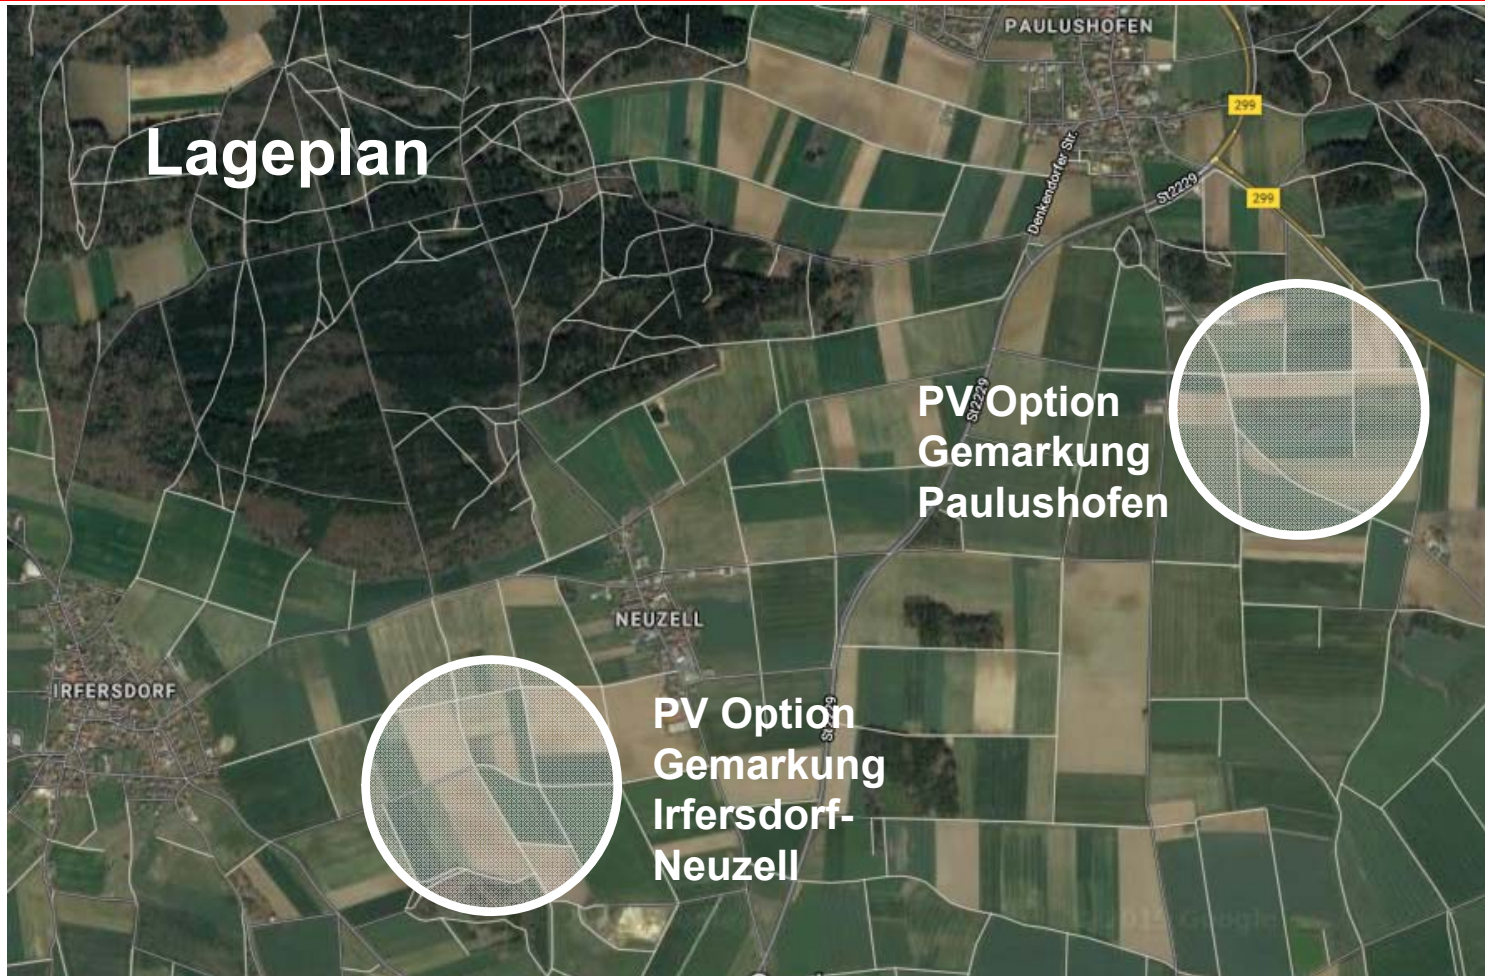 PAULUSHOFEN
299
Lageplan
Denkendorfer Str.
St2229
299
PV Option
Gemarkung
Paulushofen
St2229
NEUZELL
IRFERSDORF
PV Option
Gemarkung
Irfersdorf-
Neuzell
St2229